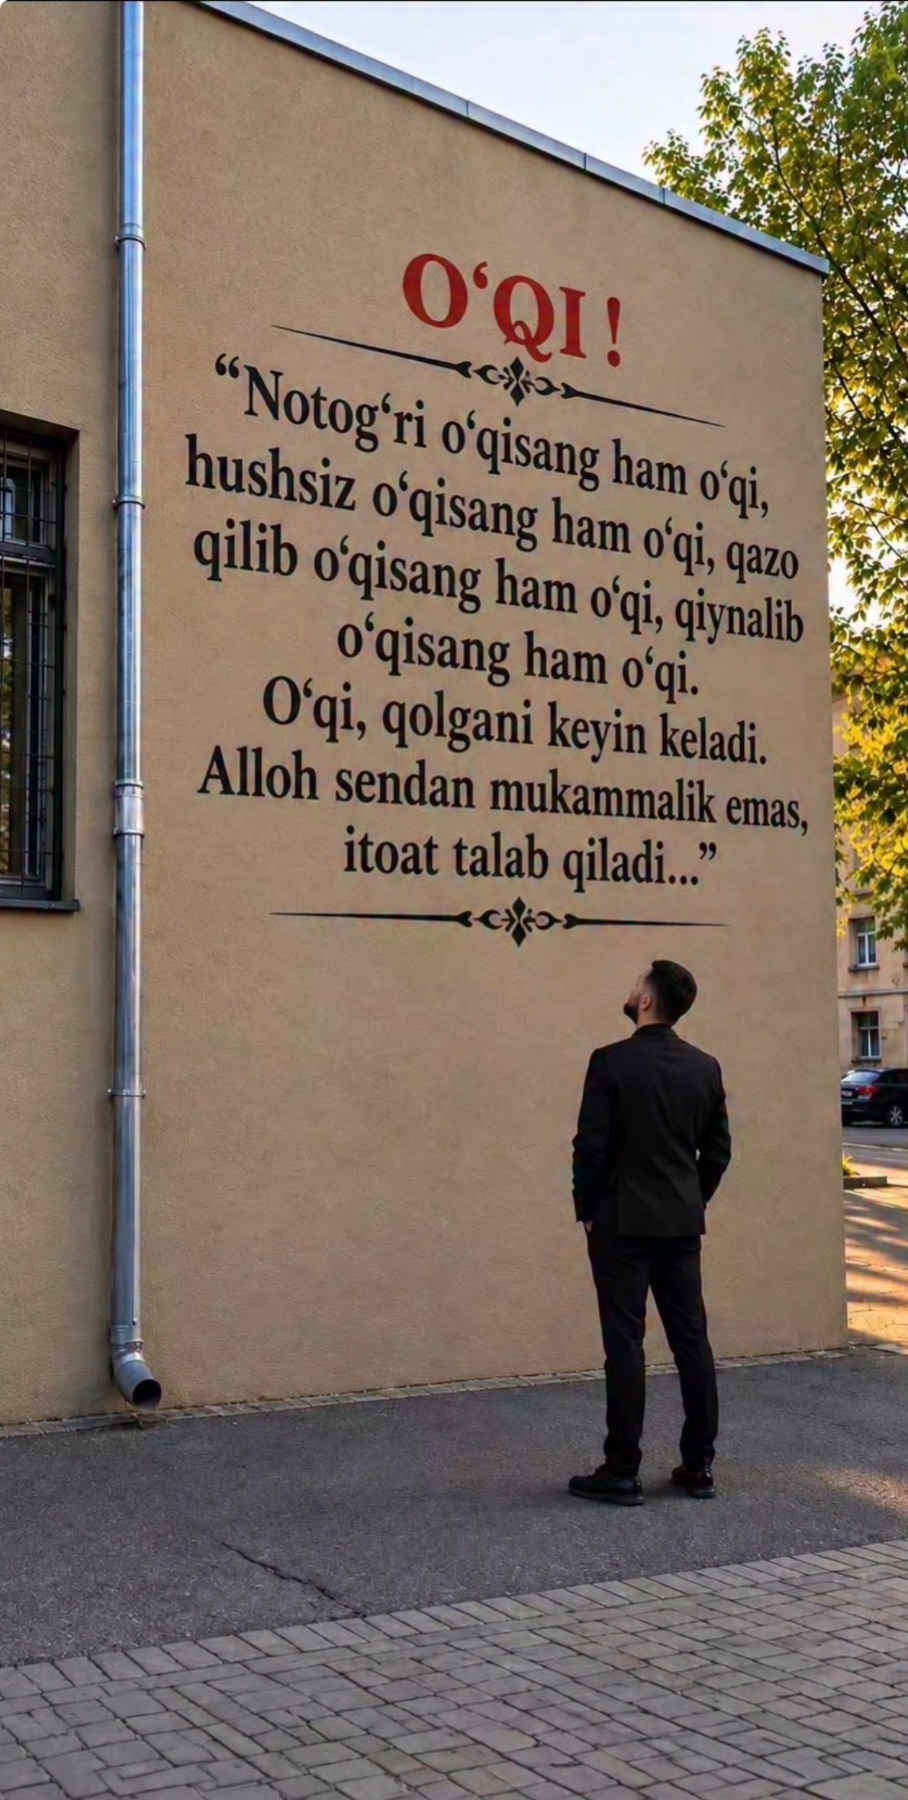 O‘QI !
“Notog‘ri o‘qisang ham o‘qi,
hushsiz o‘qisang ham o‘qi, qazo
qilib o‘qisang ham o‘qi, qiynalib
o‘qisang ham o‘qi.
O‘qi, qolgani keyin keladi.
Alloh sendan mukammalik emas,
itoat talab qiladi...”